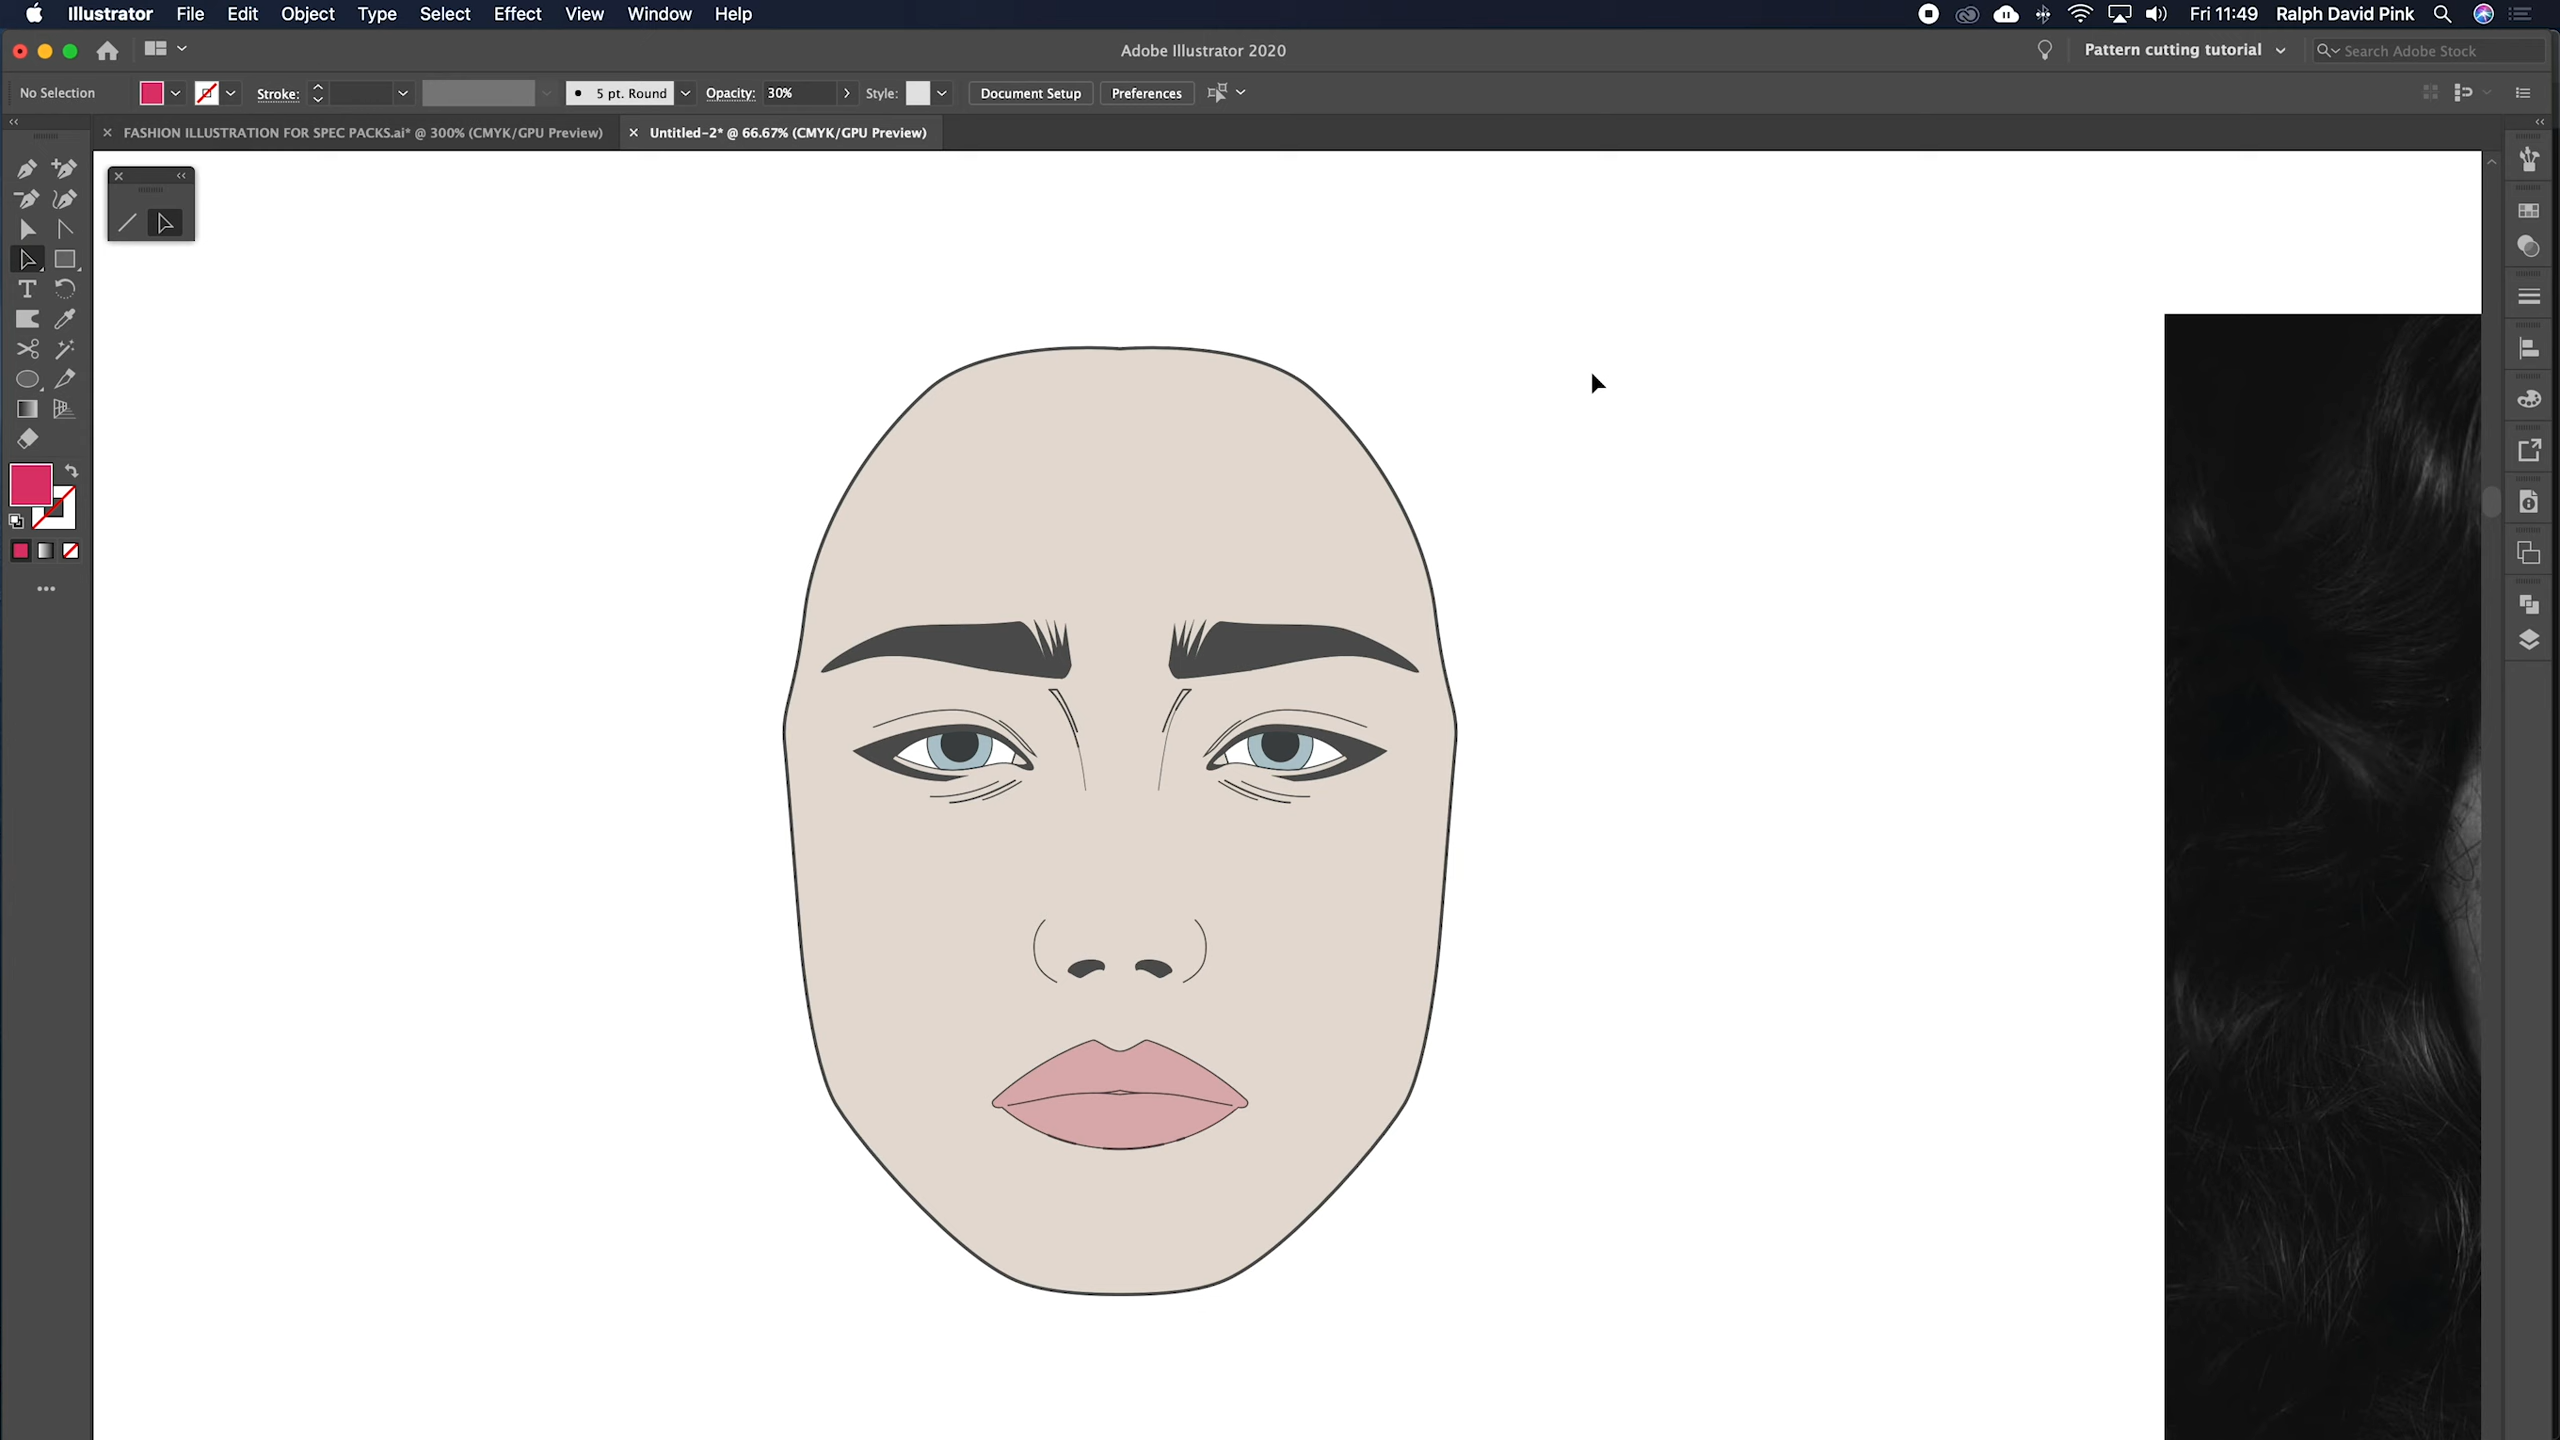 Illustrator File Edit Object Type Select Effect View Window Help Fri 11:49 Ralph David Pink
Adobe Illustrator 2020 Pattern cutting tutorial Search Adobe Stock
No Selection Stroke: 5 pt. Round Opacity: 30% Style: Document Setup Preferences
FASHION ILLUSTRATION FOR SPEC PACKS.ai* @ 300% (CMYK/GPU Preview) Untitled-2* @ 66.67% (CMYK/GPU Preview)